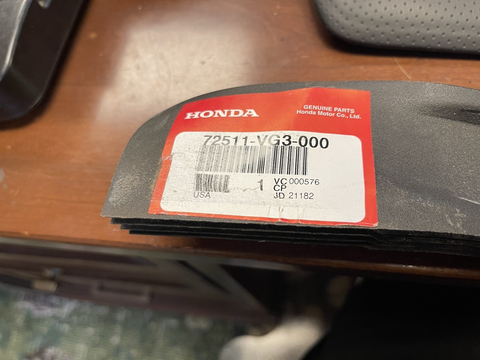 HONDA
GENUINE PARTS
Honda Motor Co., Ltd.
72511-VG3-000
1
VC 000576
CP
USA
JD 21182